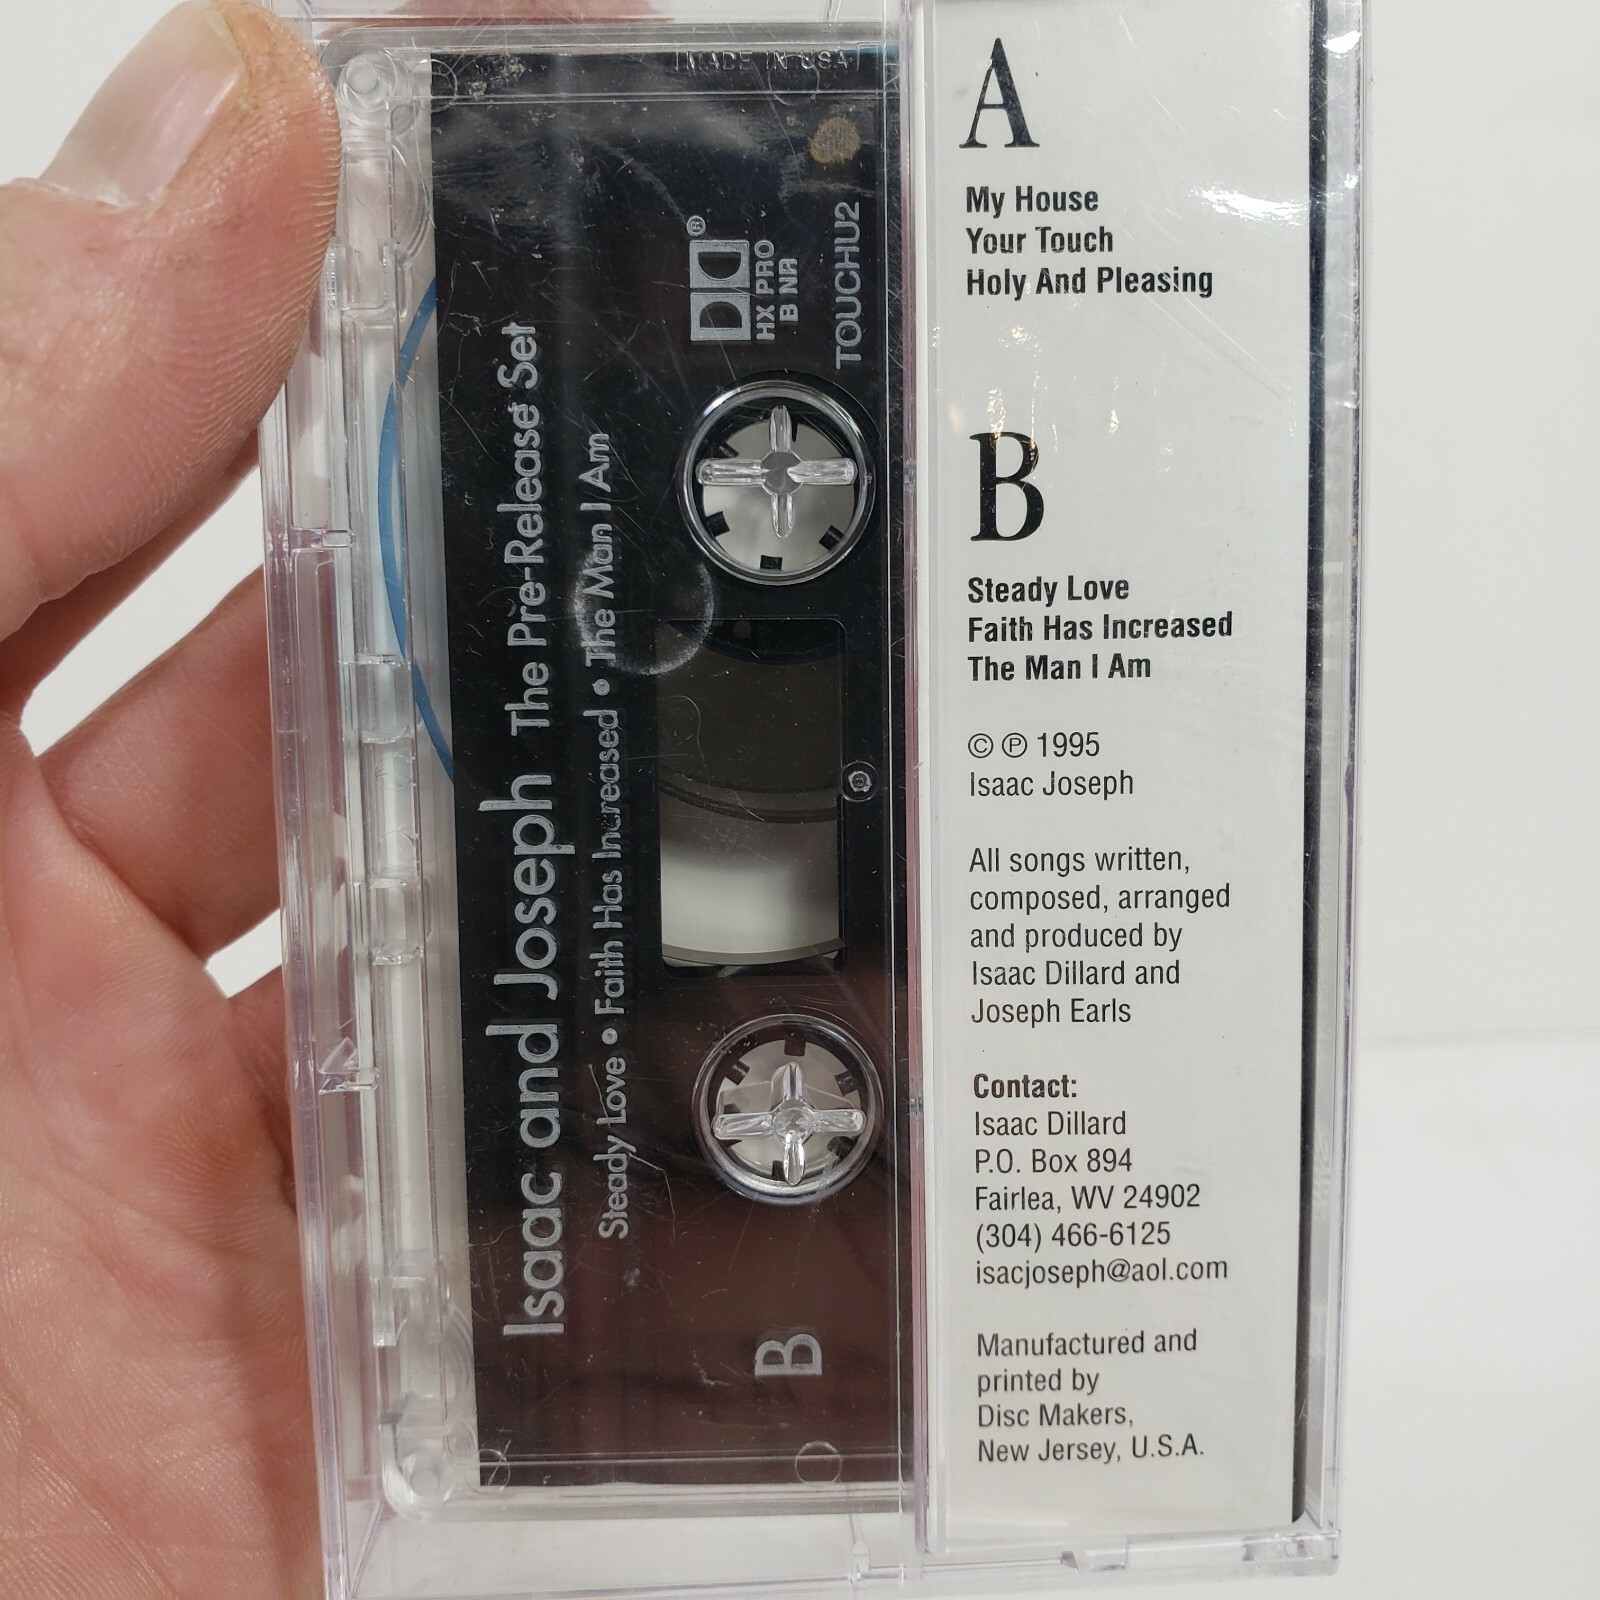 MADE IN USA
Isaac and Joseph The Pre-Release Set
Steady Love • Faith Has Increased • The Man I Am
®
HX PRO
B NR
TOUCHU2
B
A
My House
Your Touch
Holy And Pleasing
B
Steady Love
Faith Has Increased
The Man I Am
© ℗ 1995
Isaac Joseph
All songs written,
composed, arranged
and produced by
Isaac Dillard and
Joseph Earls
Contact:
Isaac Dillard
P.O. Box 894
Fairlea, WV 24902
(304) 466-6125
isacjoseph@aol.com
Manufactured and
printed by
Disc Makers,
New Jersey, U.S.A.